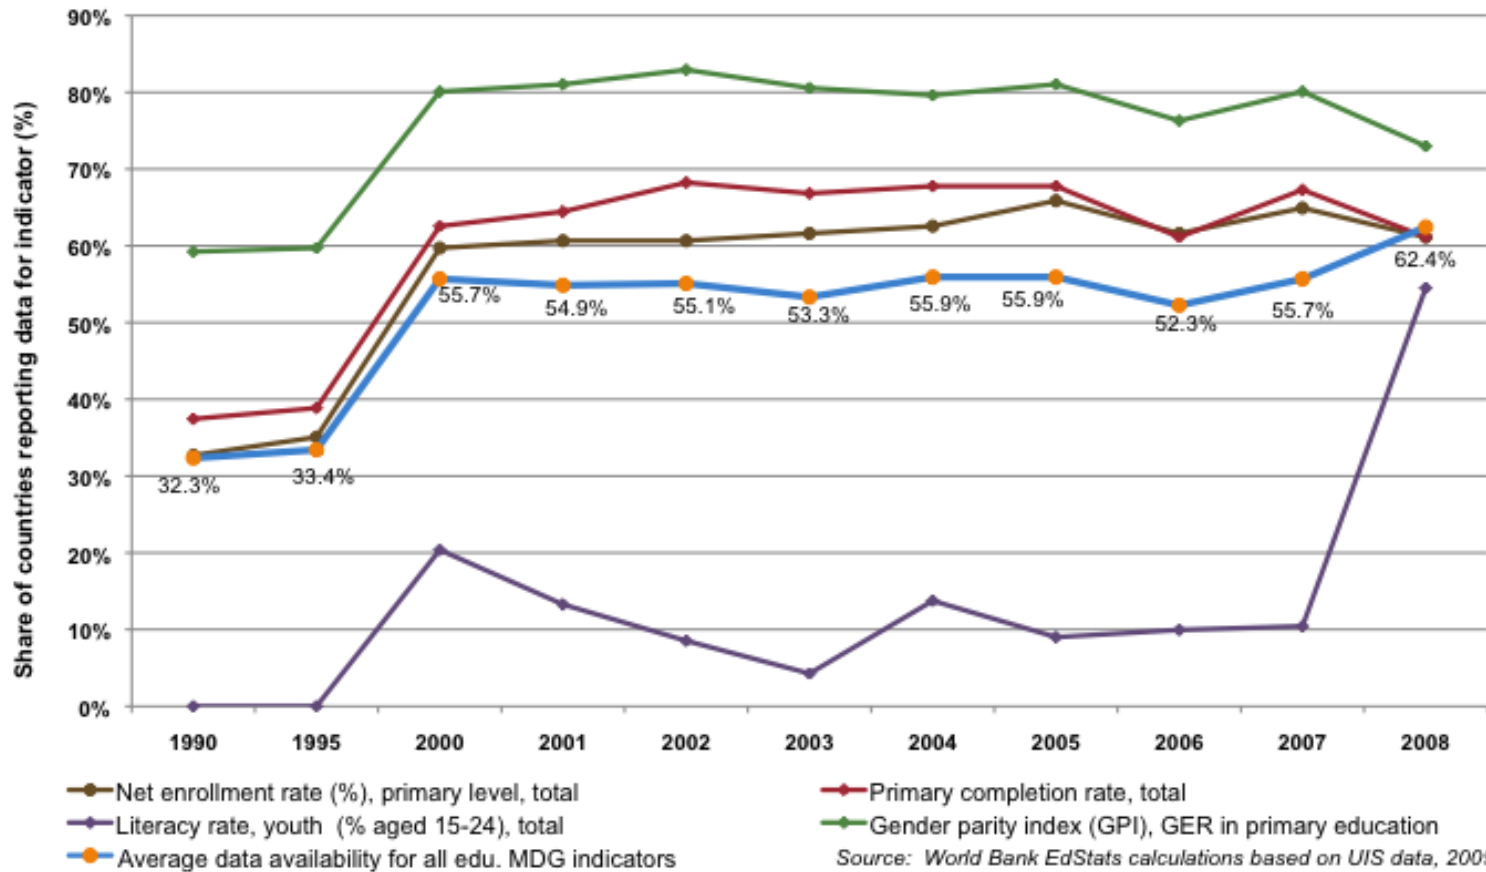 90%
80%
70%
60%
50%
40%
30%
20%
10%
0%
Share of countries reporting data for indicator (%)
32.3%
33.4%
55.7%
54.9%
55.1%
53.3%
55.9%
55.9%
52.3%
55.7%
62.4%
1990 1995 2000 2001 2002 2003 2004 2005 2006 2007 2008
Net enrollment rate (%), primary level, total
Primary completion rate, total
Literacy rate, youth (% aged 15-24), total
Gender parity index (GPI), GER in primary education
Average data availability for all edu. MDG indicators
Source: World Bank EdStats calculations based on UIS data, 2009